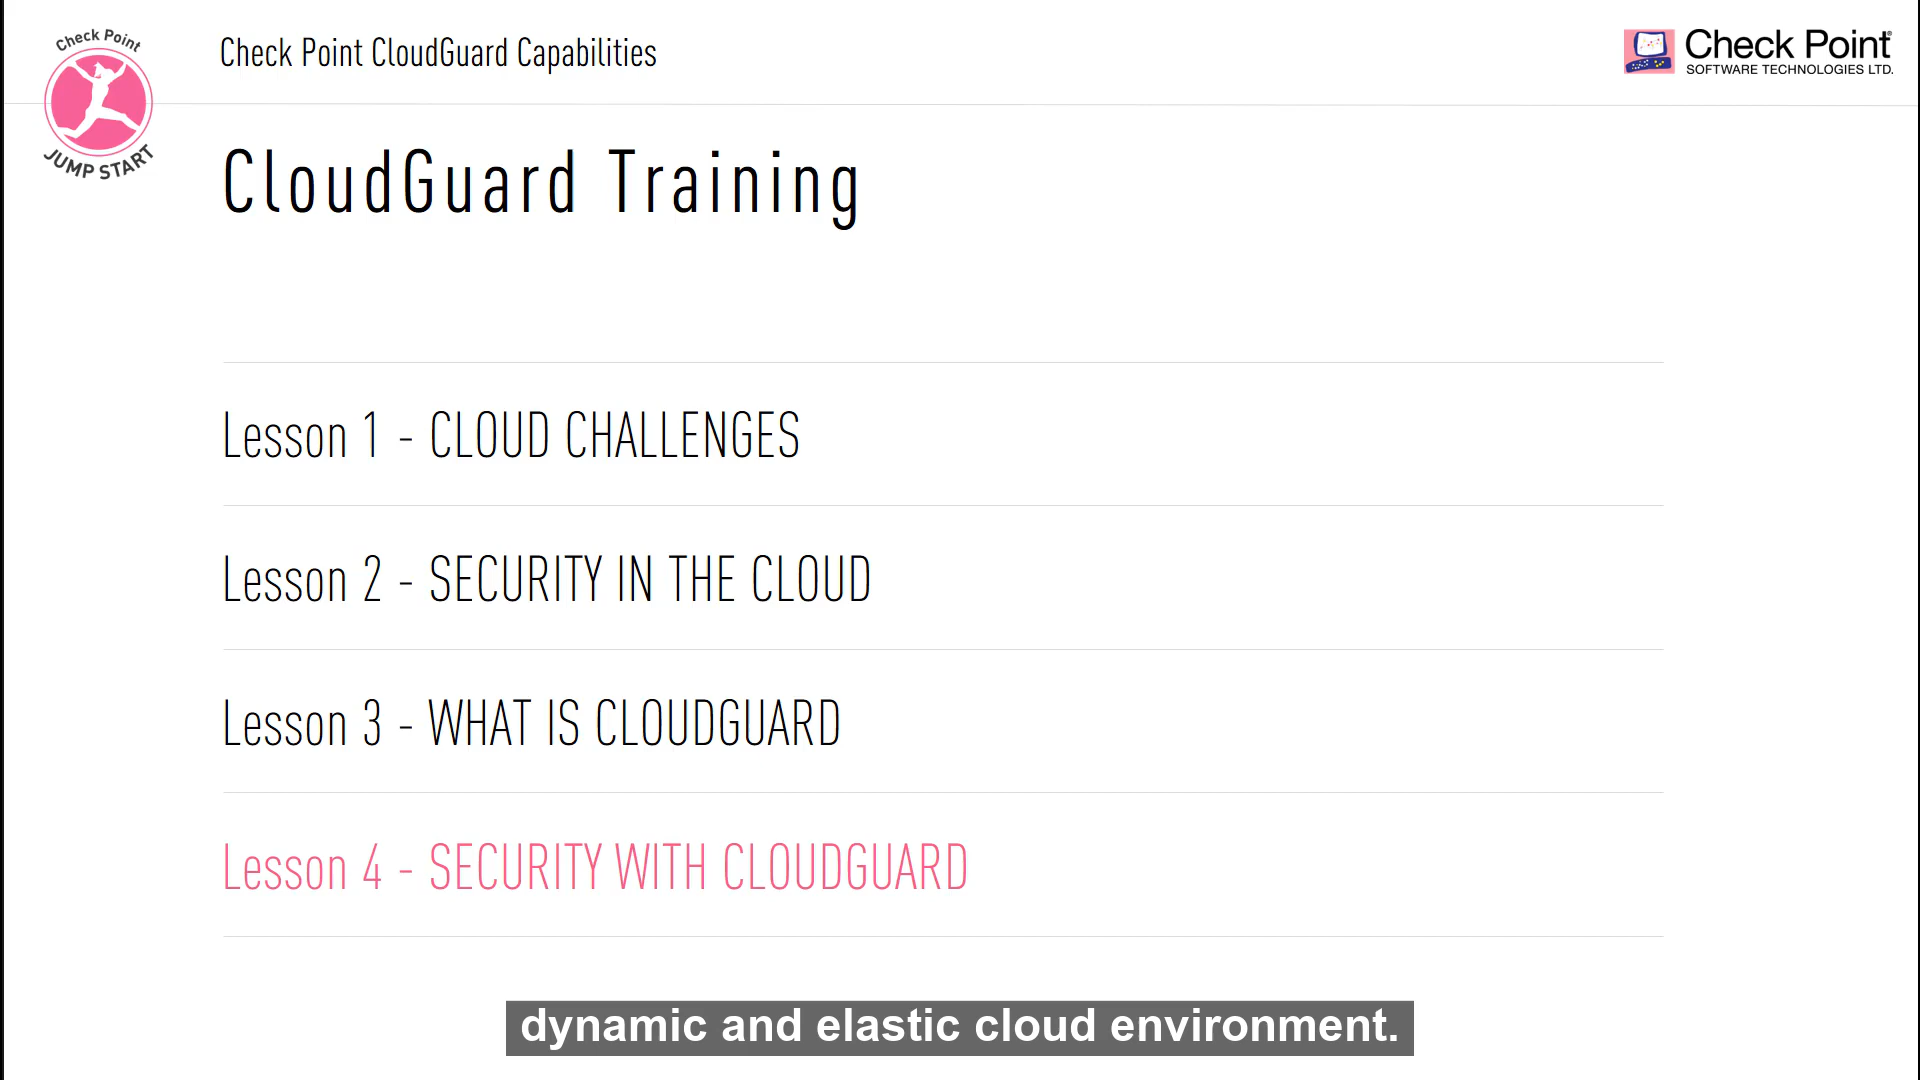 Check Point
JUMP START
Check Point CloudGuard Capabilities
Check Point®
SOFTWARE TECHNOLOGIES LTD.
CloudGuard Training
Lesson 1 - CLOUD CHALLENGES
Lesson 2 - SECURITY IN THE CLOUD
Lesson 3 - WHAT IS CLOUDGUARD
Lesson 4 - SECURITY WITH CLOUDGUARD
dynamic and elastic cloud environment.